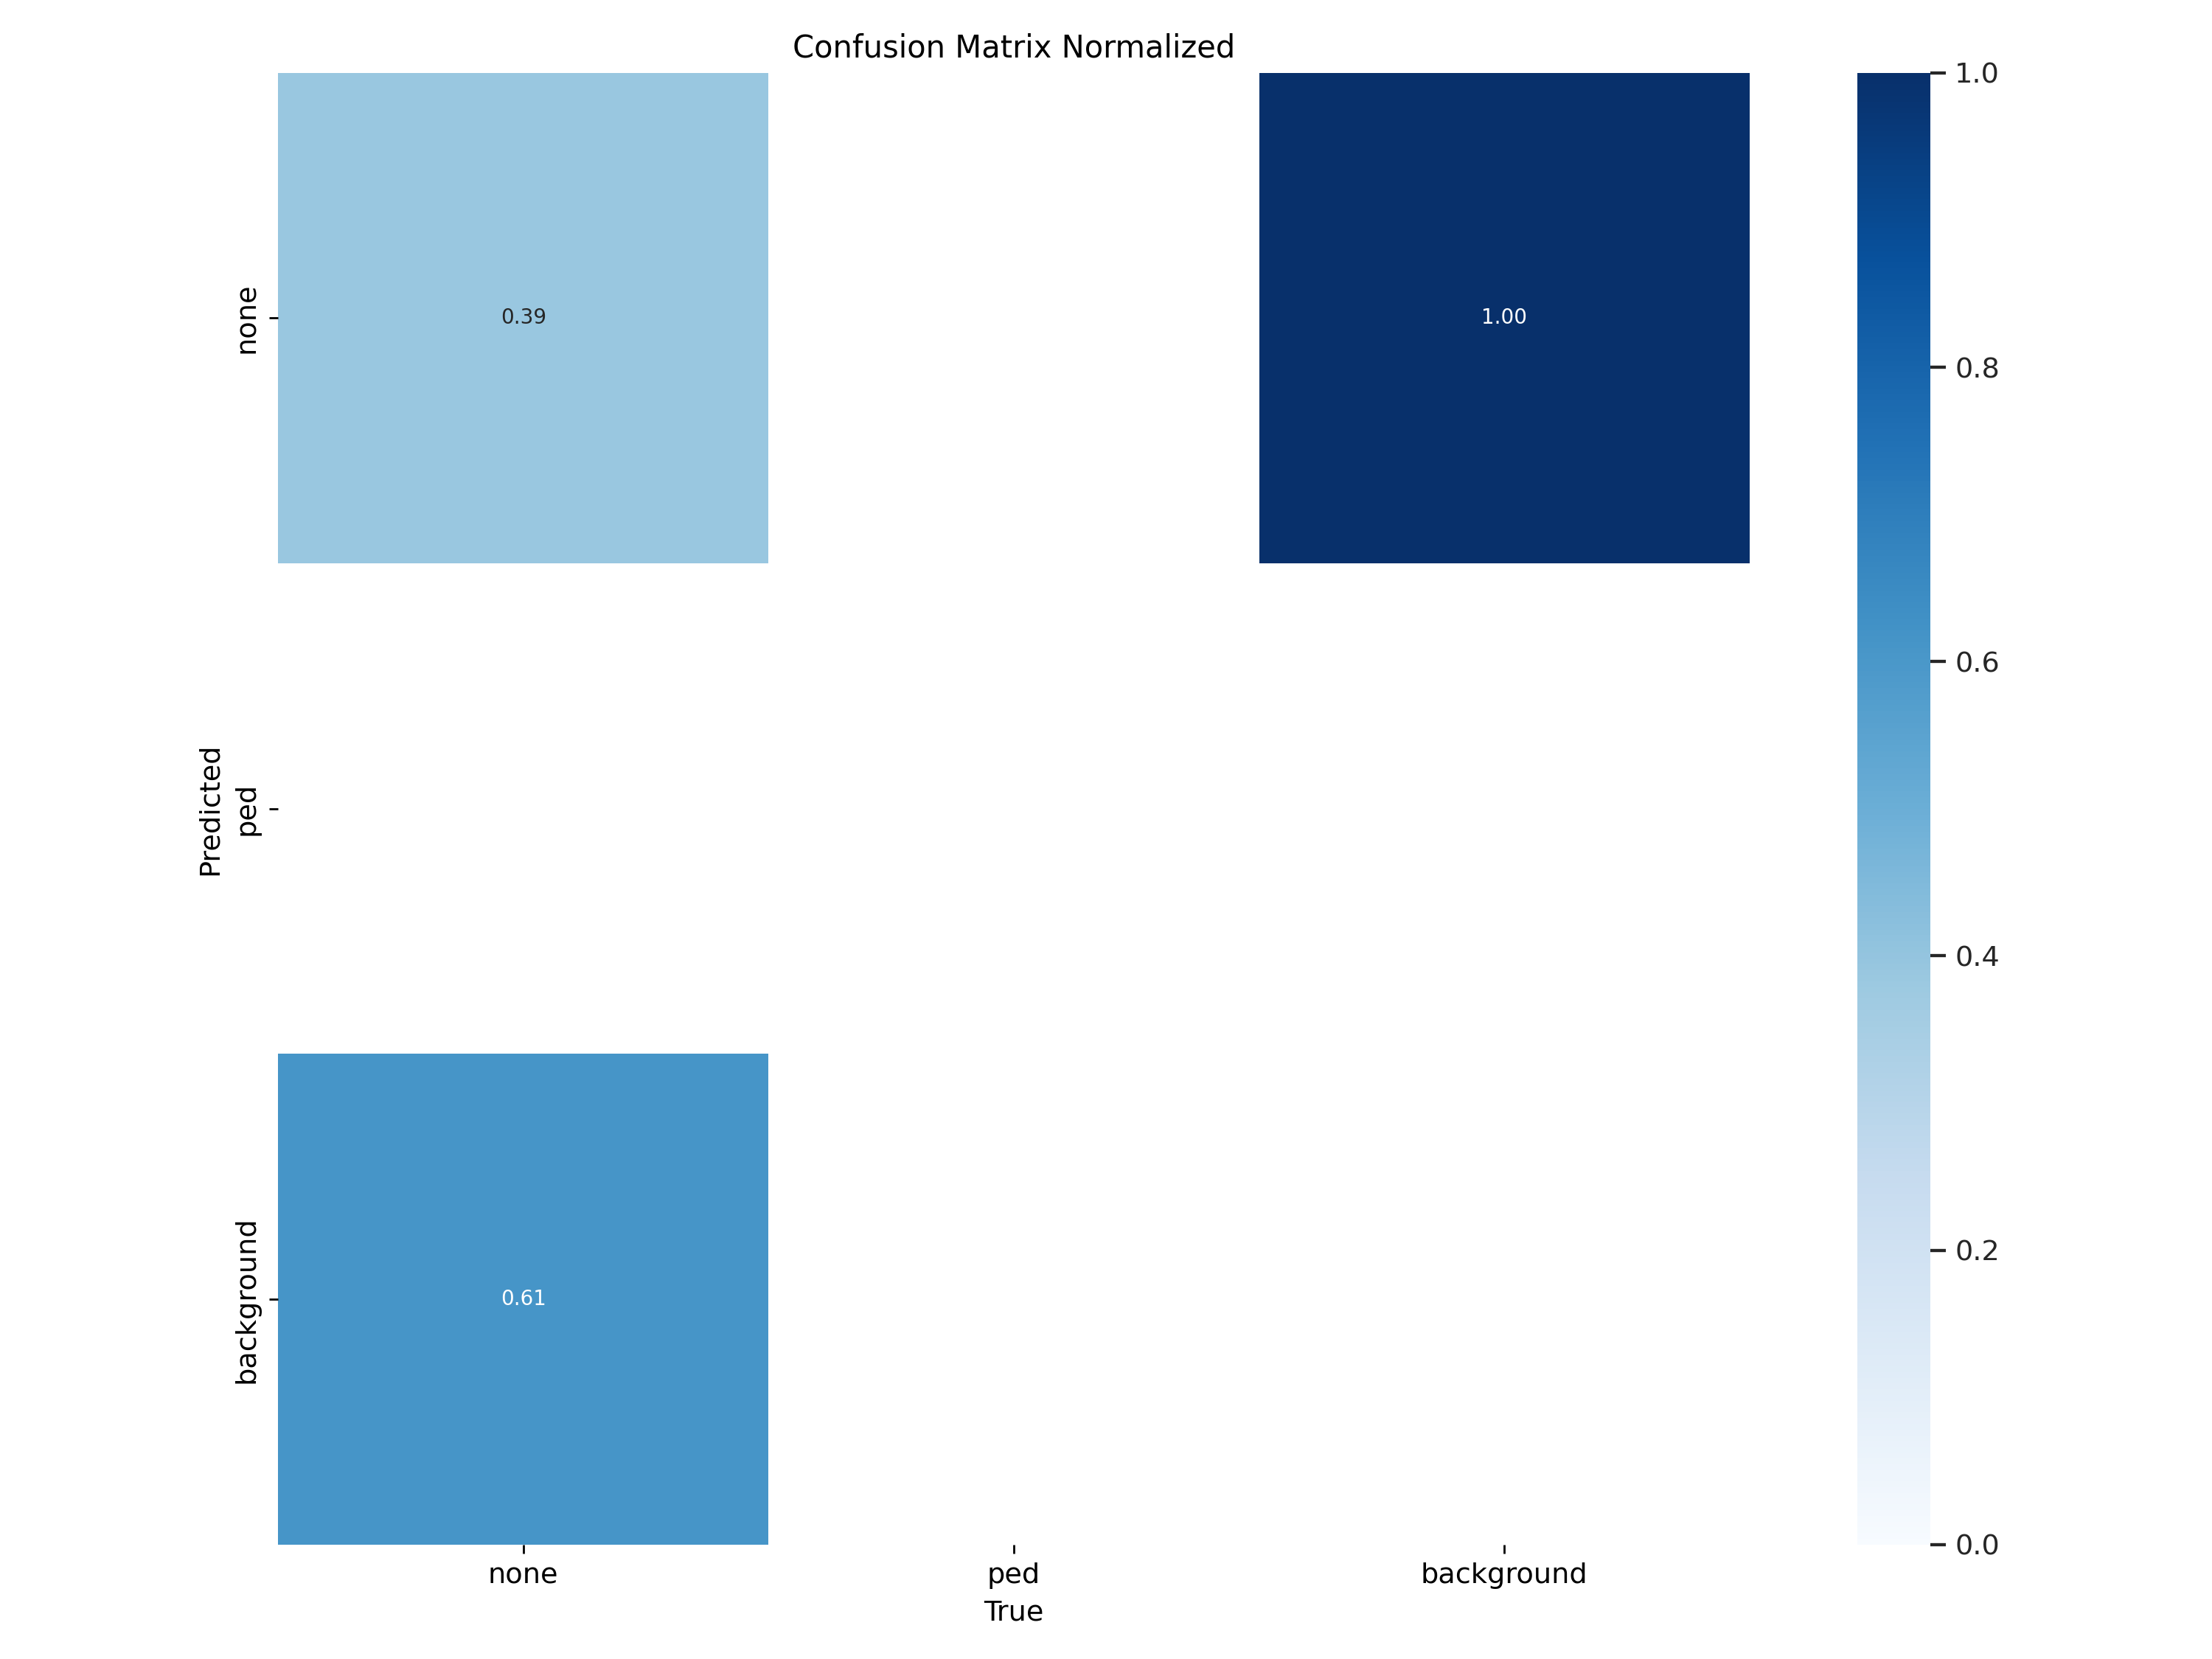 Confusion Matrix Normalized
1.0
0.8
0.6
0.4
0.2
0.0
none
0.39
1.00
Predicted
ped
background
0.61
none
ped
background
True